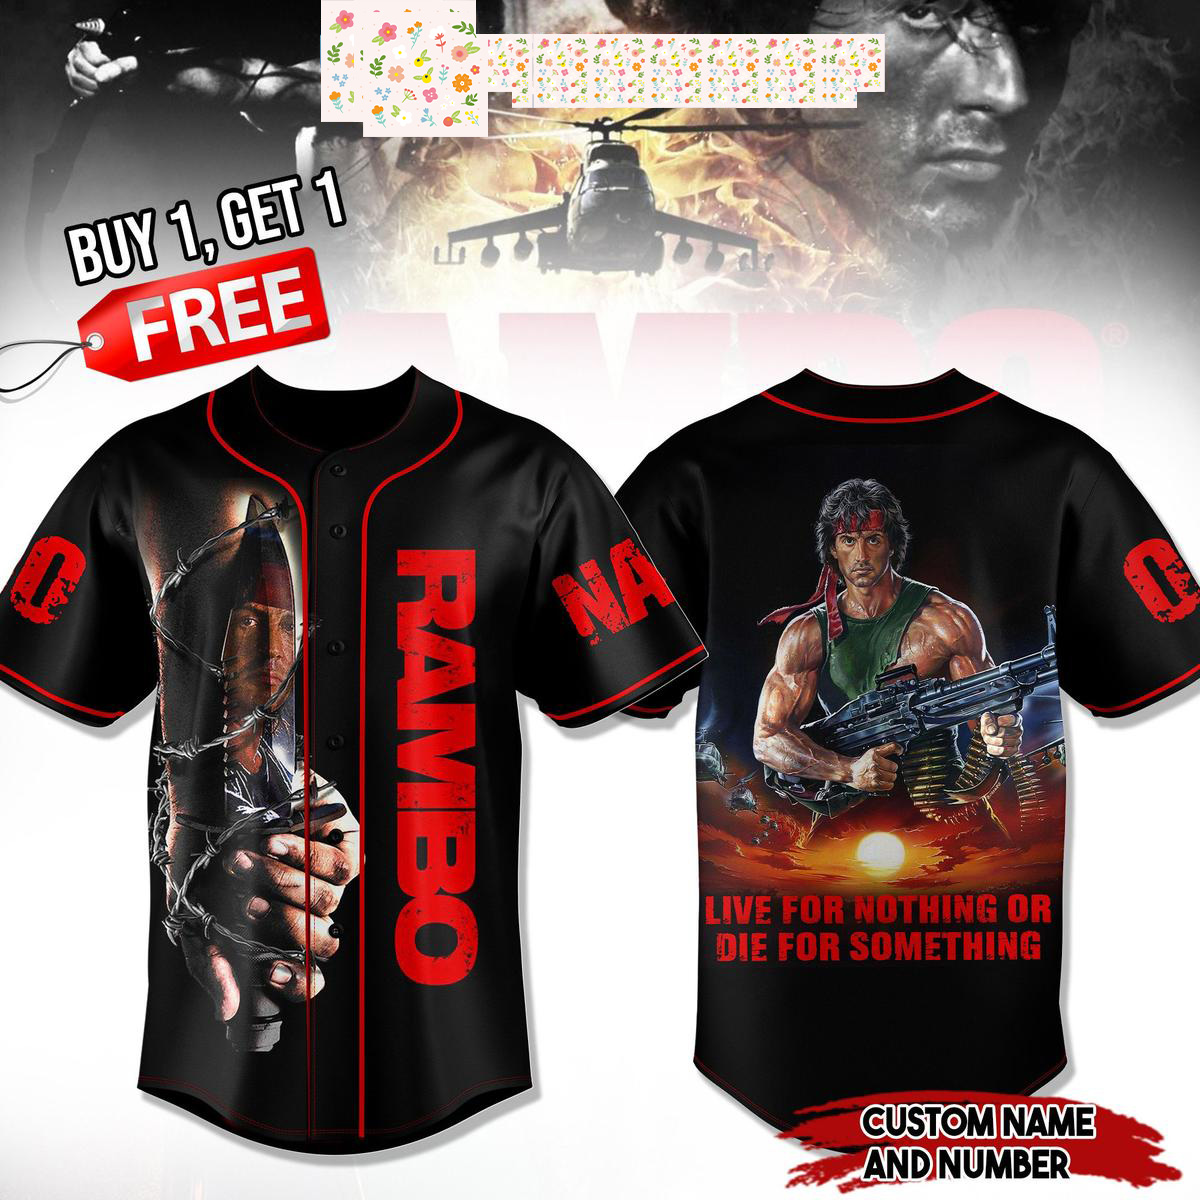 BUY 1, GET 1
FREE
RAMBO
®
0
NA
0
RAMBO
LIVE FOR NOTHING OR
DIE FOR SOMETHING
CUSTOM NAME
AND NUMBER